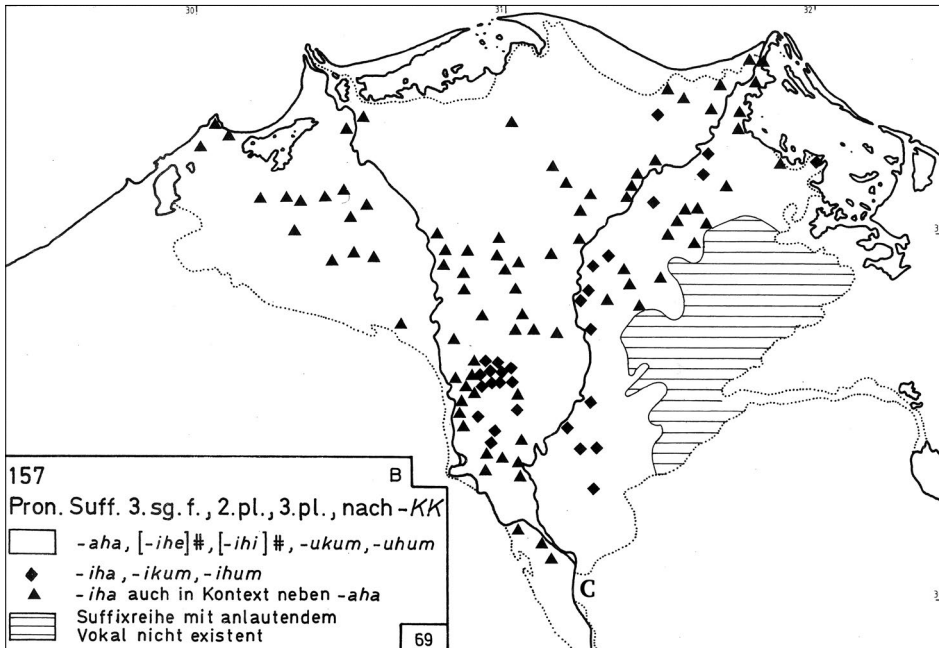 30
31
32
157
B
Pron. Suff. 3. sg. f., 2. pl., 3. pl., nach -KK
-aha, [-ihe]⋕, [-ihi]⋕, -ukum, -uhum
-iha, -ikum, -ihum
-iha auch in Kontext neben -aha
Suffixreihe mit anlautendem
Vokal nicht existent
69
C